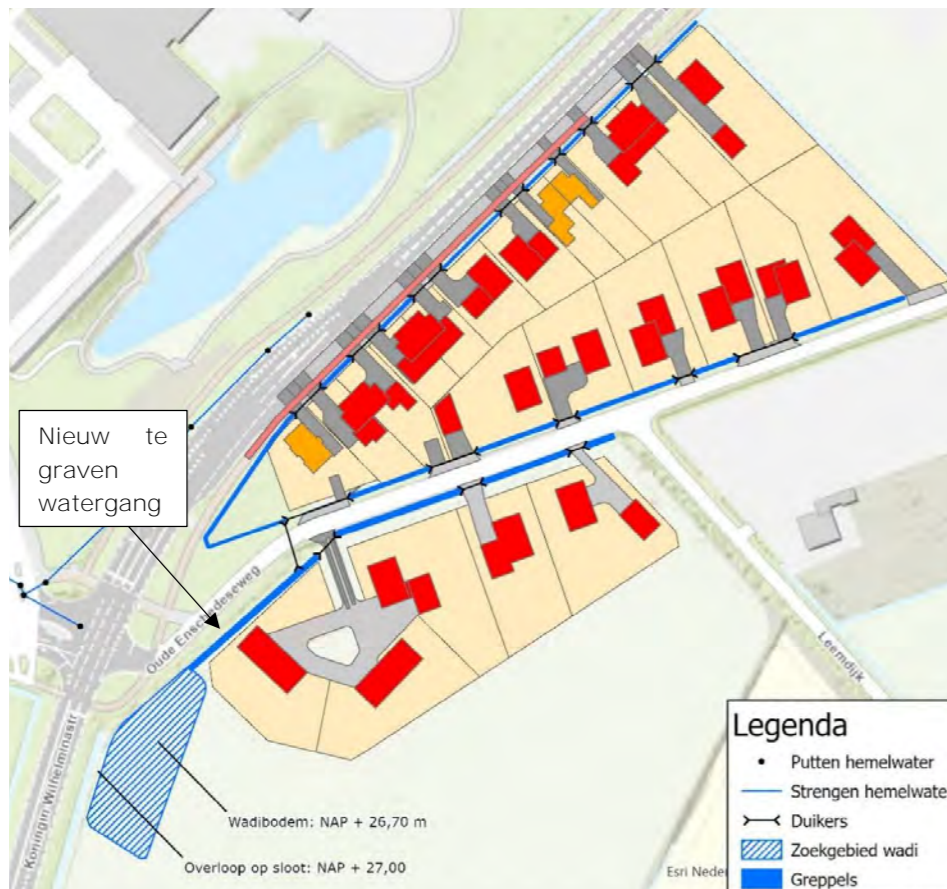 Nieuw te
graven
watergang
Oude Enschedeseweg
Leemdijk
Koningin Wilhelminastr
Wadibodem: NAP + 26,70 m
Overloop op sloot: NAP + 27,00
Esri Neder
Legenda
Putten hemelwater
Strengen hemelwate
Duikers
Zoekgebied wadi
Greppels